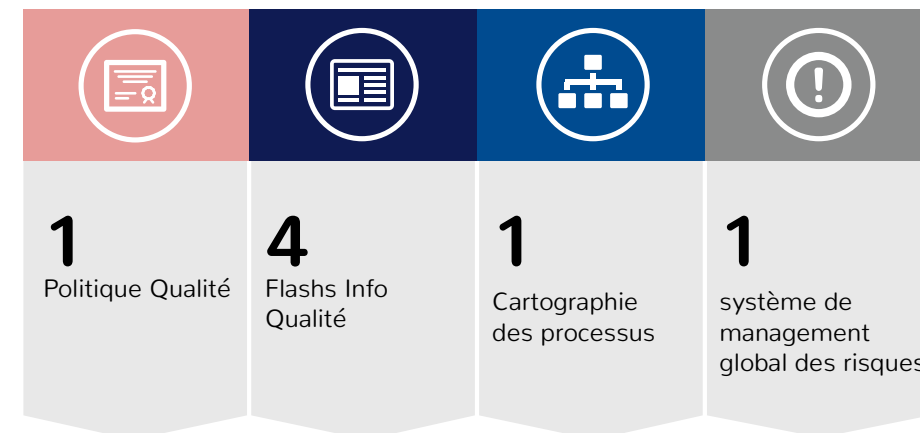 1
Politique Qualité
4
Flashs Info
Qualité
1
Cartographie
des processus
1
système de
management
global des risques